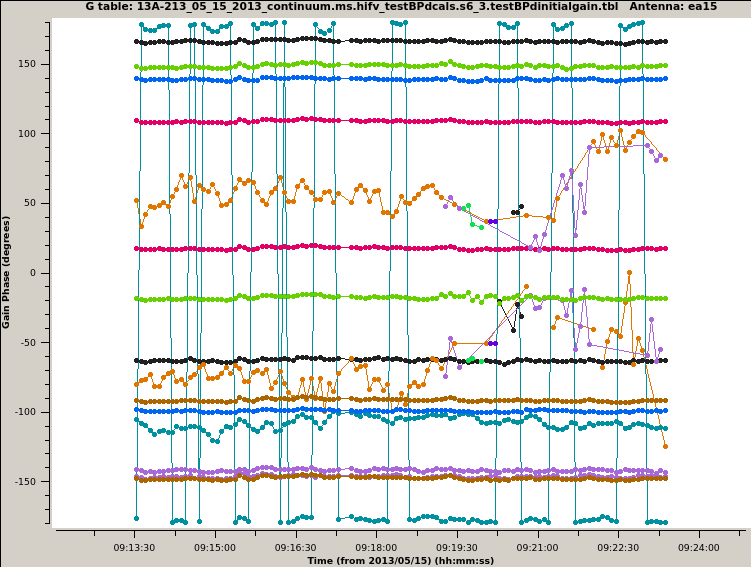 G table: 13A-213_05_15_2013_continuum.ms.hifv_testBPdcals.s6_3.testBPdinitialgain.tbl Antenna: ea15
150
100
50
0
-50
-100
-150
Gain Phase (degrees)
09:13:30 09:15:00 09:16:30 09:18:00 09:19:30 09:21:00 09:22:30 09:24:00
Time (from 2013/05/15) (hh:mm:ss)